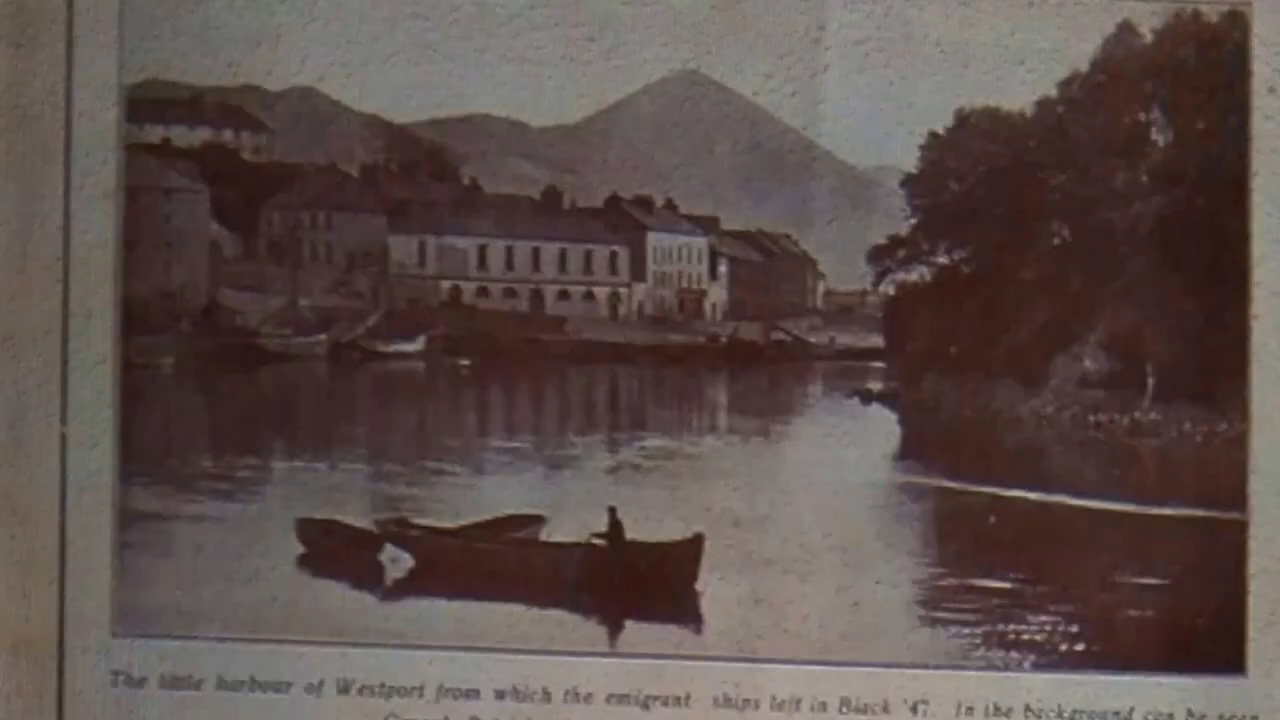 The little harbour of Westport from which the emigrant ships left in Black '47. In the background can be seen